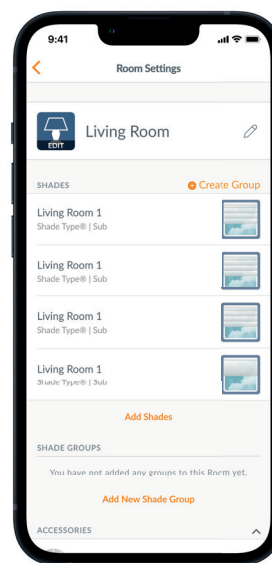 9:41
Room Settings
EDIT
Living Room
SHADES
Create Group
Living Room 1
Shade Type® | Sub
Living Room 1
Shade Type® | Sub
Living Room 1
Shade Type® | Sub
Living Room 1
Shade Type® | Sub
Add Shades
SHADE GROUPS
You have not added any groups to this Room yet.
Add New Shade Group
ACCESSORIES